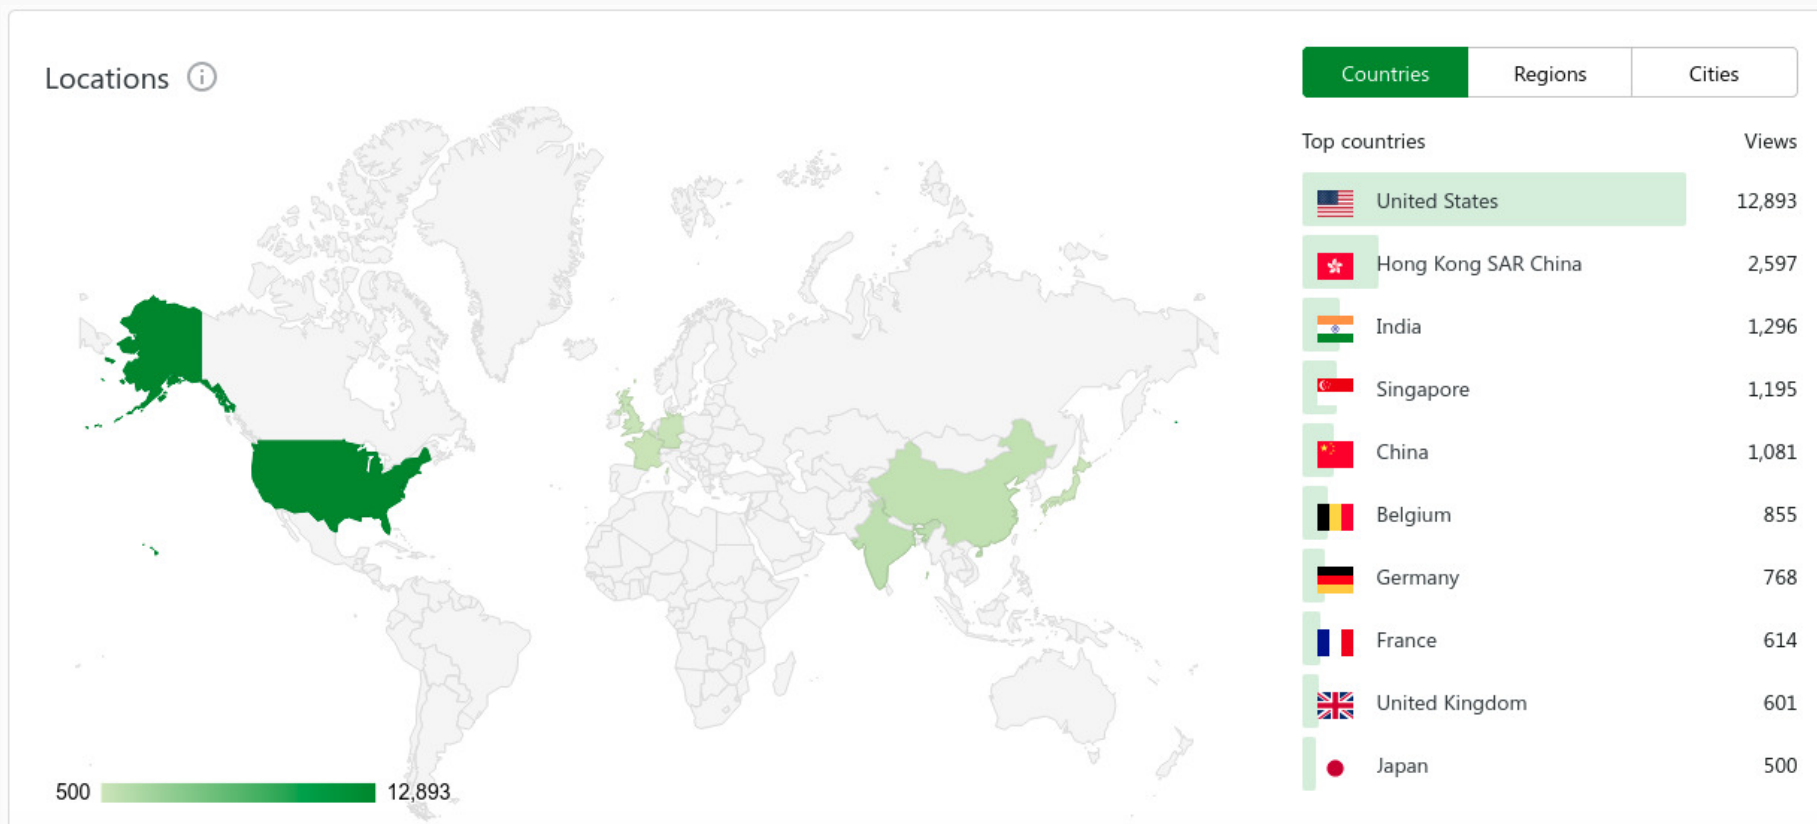 Locations
Countries Regions Cities
Top countries Views
United States 12,893
Hong Kong SAR China 2,597
India 1,296
Singapore 1,195
China 1,081
Belgium 855
Germany 768
France 614
United Kingdom 601
Japan 500
500 12,893